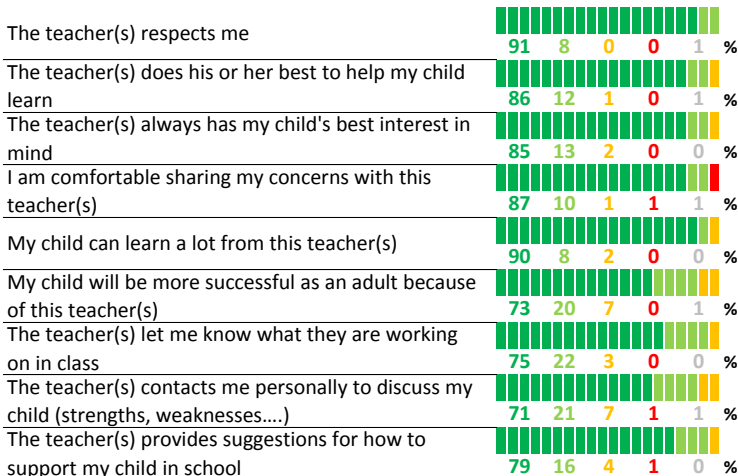 The teacher(s) respects me
91 8 0 0 1 %
The teacher(s) does his or her best to help my child
learn
86 12 1 0 1 %
The teacher(s) always has my child's best interest in
mind
85 13 2 0 0 %
I am comfortable sharing my concerns with this
teacher(s)
87 10 1 1 1 %
My child can learn a lot from this teacher(s)
90 8 2 0 0 %
My child will be more successful as an adult because
of this teacher(s)
73 20 7 0 1 %
The teacher(s) let me know what they are working
on in class
75 22 3 0 0 %
The teacher(s) contacts me personally to discuss my
child (strengths, weaknesses....)
71 21 7 1 1 %
The teacher(s) provides suggestions for how to
support my child in school
79 16 4 1 0 %